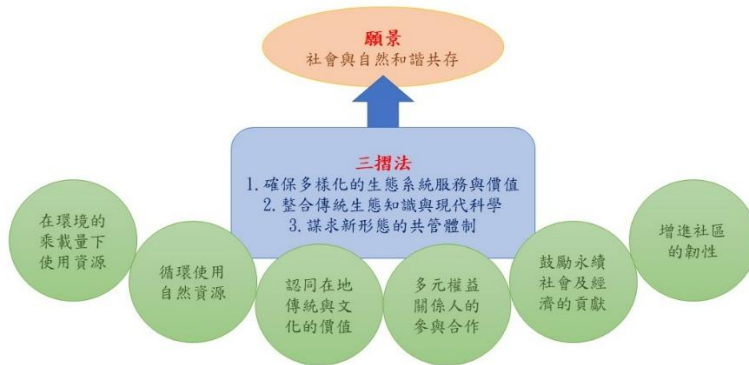 願景
社會與自然和諧共存
三摺法
1. 確保多樣化的生態系統服務與價值
2. 整合傳統生態知識與現代科學
3. 謀求新形態的共管體制
在環境的
乘載量下
使用資源
循環使用
自然資源
認同在地
傳統與文
化的價值
多元權益
關係人的
參與合作
鼓勵永續
社會及經
濟的貢獻
增進社區
的韌性